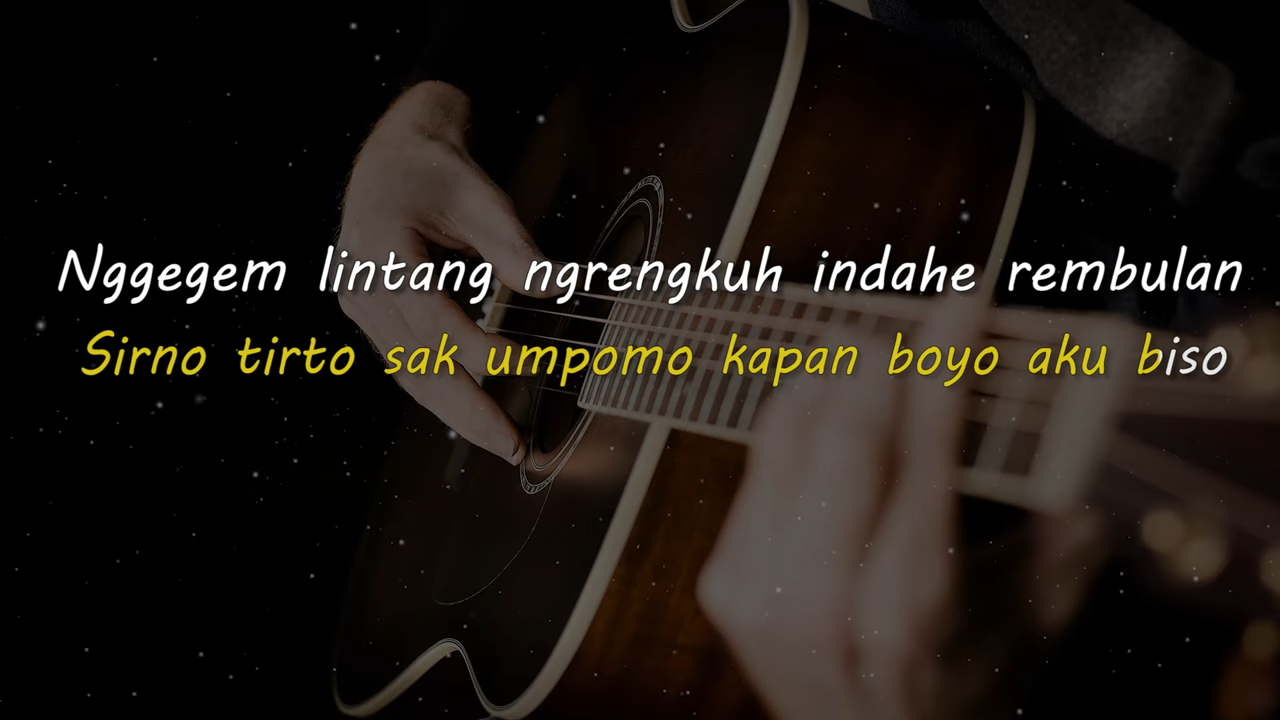 Nggegem lintang ngrengkuh indahe rembulan
Sirno tirto sak umpomo kapan boyo aku biso